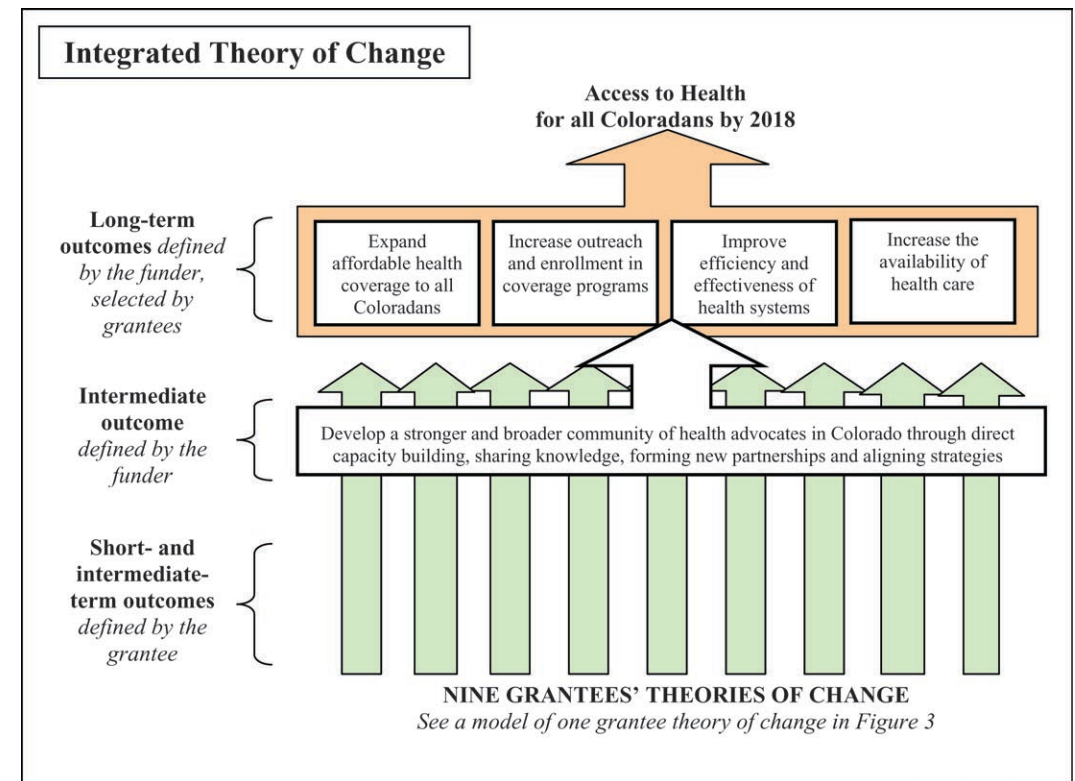 Integrated Theory of Change
Access to Health
for all Coloradans by 2018
Long-term
outcomes defined
by the funder,
selected by
grantees
Expand
affordable health
coverage to all
Coloradans
Increase outreach
and enrollment in
coverage programs
Improve
efficiency and
effectiveness of
health systems
Increase the
availability of
health care
Intermediate
outcome
defined by the
funder
Develop a stronger and broader community of health advocates in Colorado through direct
capacity building, sharing knowledge, forming new partnerships and aligning strategies
Short- and
intermediate-
term outcomes
defined by the
grantee
NINE GRANTEES’ THEORIES OF CHANGE
See a model of one grantee theory of change in Figure 3